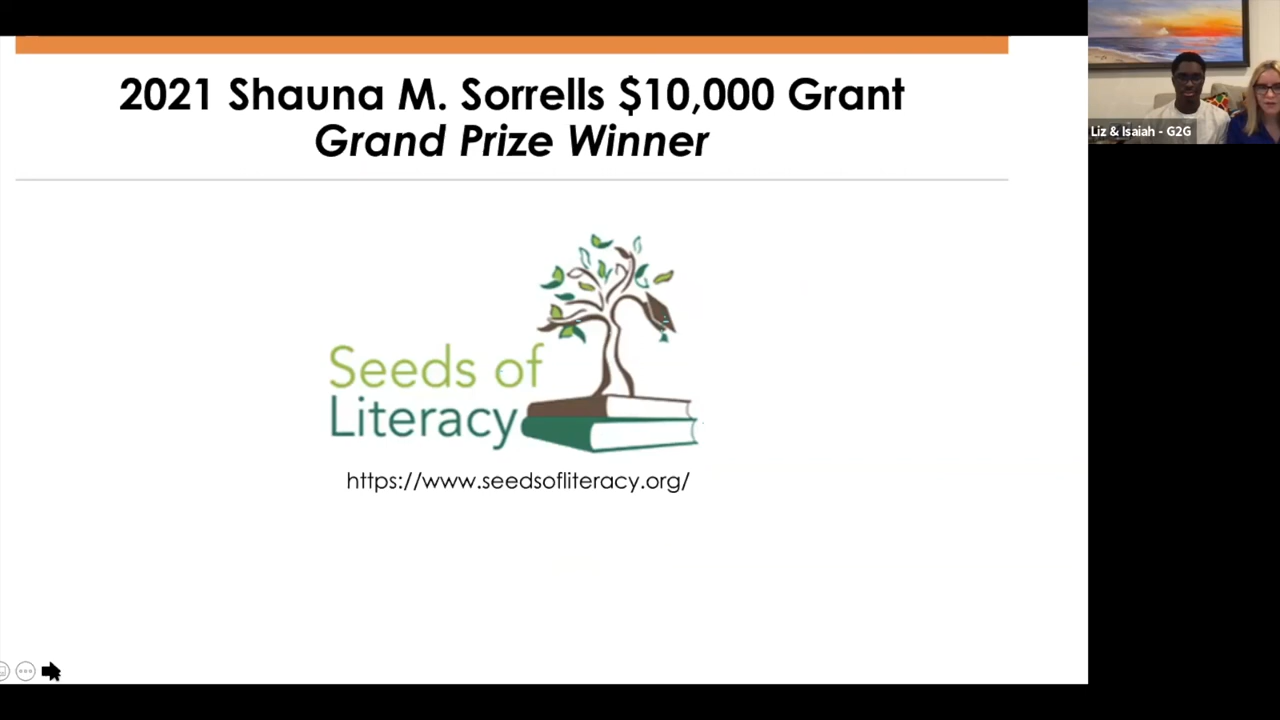 2021 Shauna M. Sorrells $10,000 Grant
Grand Prize Winner
Seeds of
Literacy
https://www.seedsofliteracy.org/
Liz & Isaiah - G2G